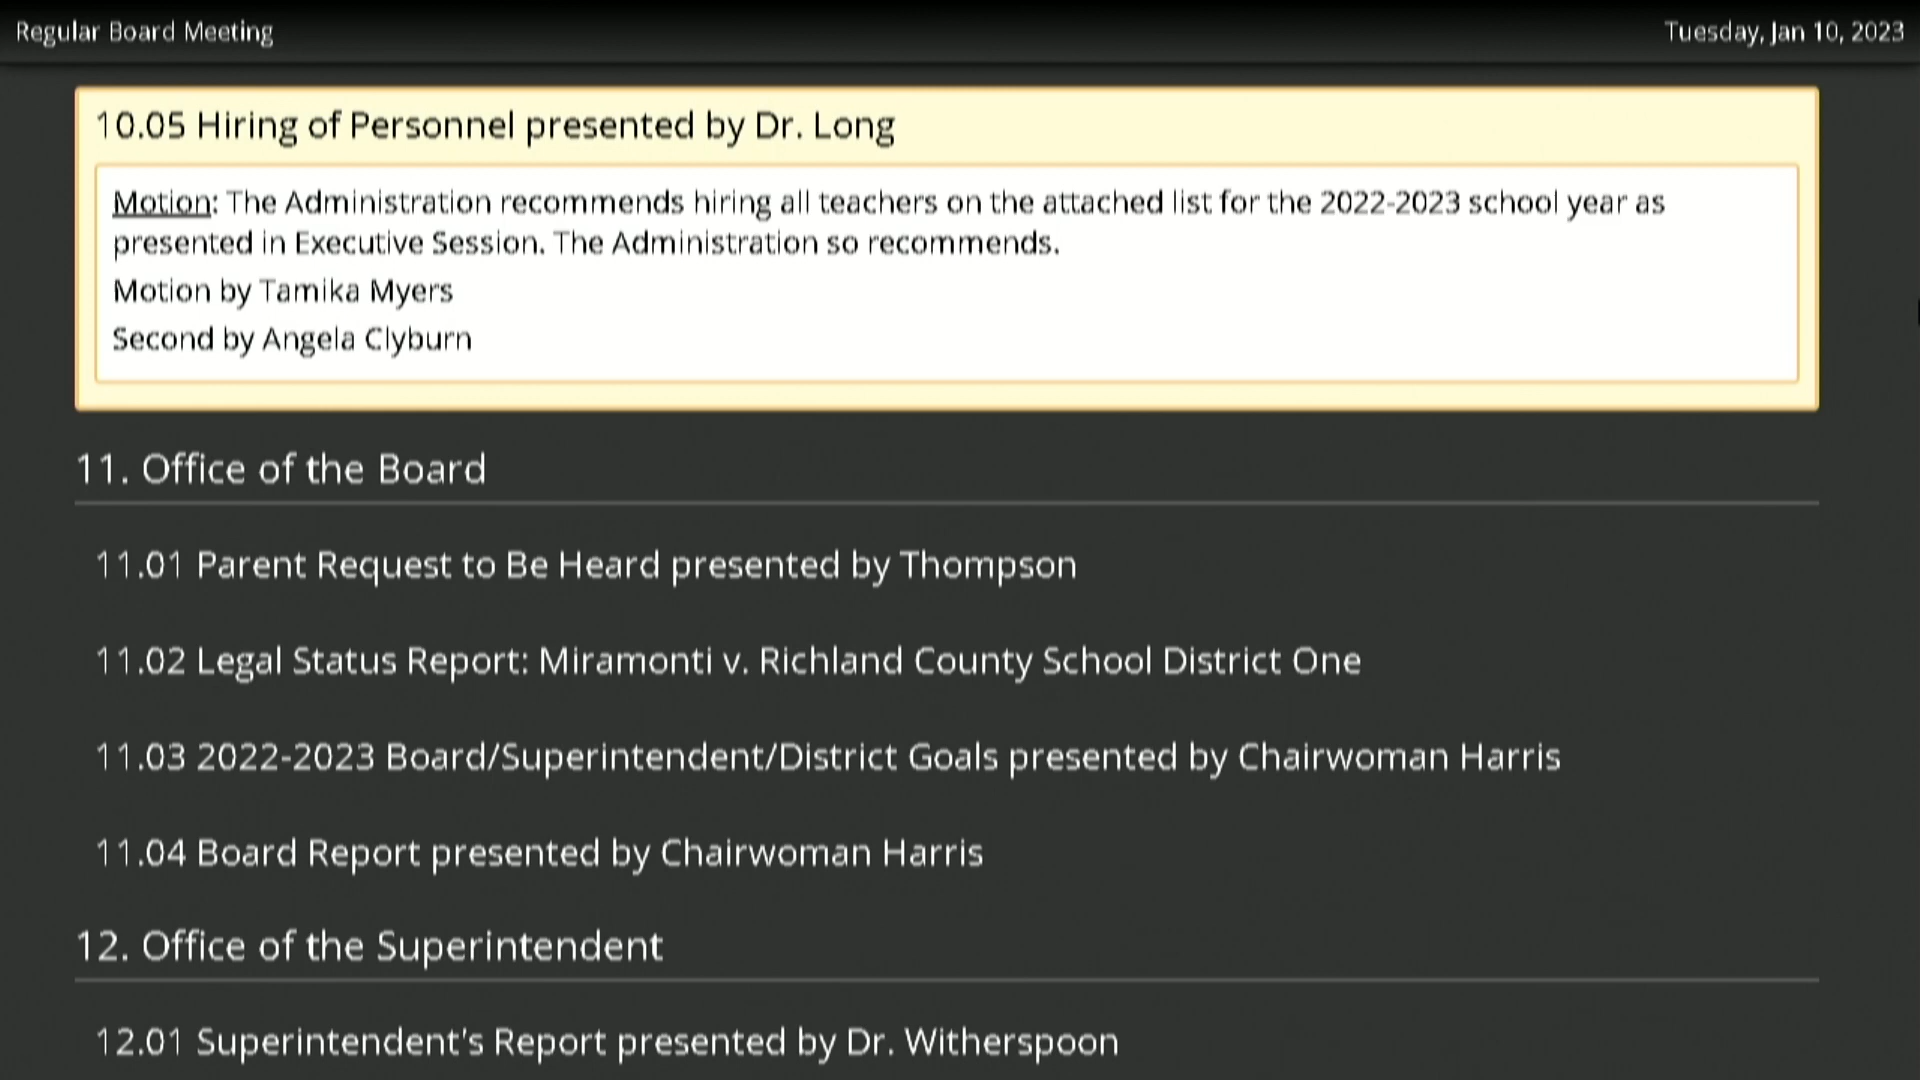 Regular Board Meeting
Tuesday, Jan 10, 2023
10.05 Hiring of Personnel presented by Dr. Long
Motion: The Administration recommends hiring all teachers on the attached list for the 2022-2023 school year as
presented in Executive Session. The Administration so recommends.
Motion by Tamika Myers
Second by Angela Clyburn
11. Office of the Board
11.01 Parent Request to Be Heard presented by Thompson
11.02 Legal Status Report: Miramonti v. Richland County School District One
11.03 2022-2023 Board/Superintendent/District Goals presented by Chairwoman Harris
11.04 Board Report presented by Chairwoman Harris
12. Office of the Superintendent
12.01 Superintendent's Report presented by Dr. Witherspoon